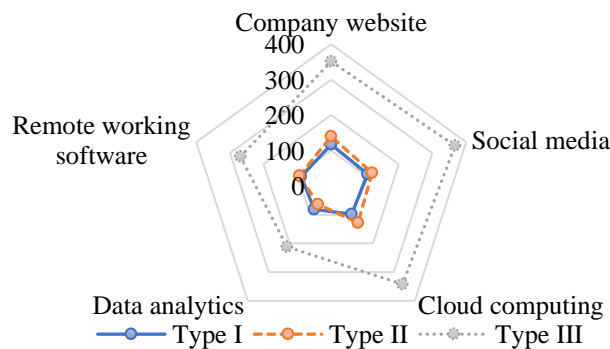 Company website
400
300
200
100
0
Remote working
software
Social media
Data analytics
Cloud computing
Type I
Type II
Type III